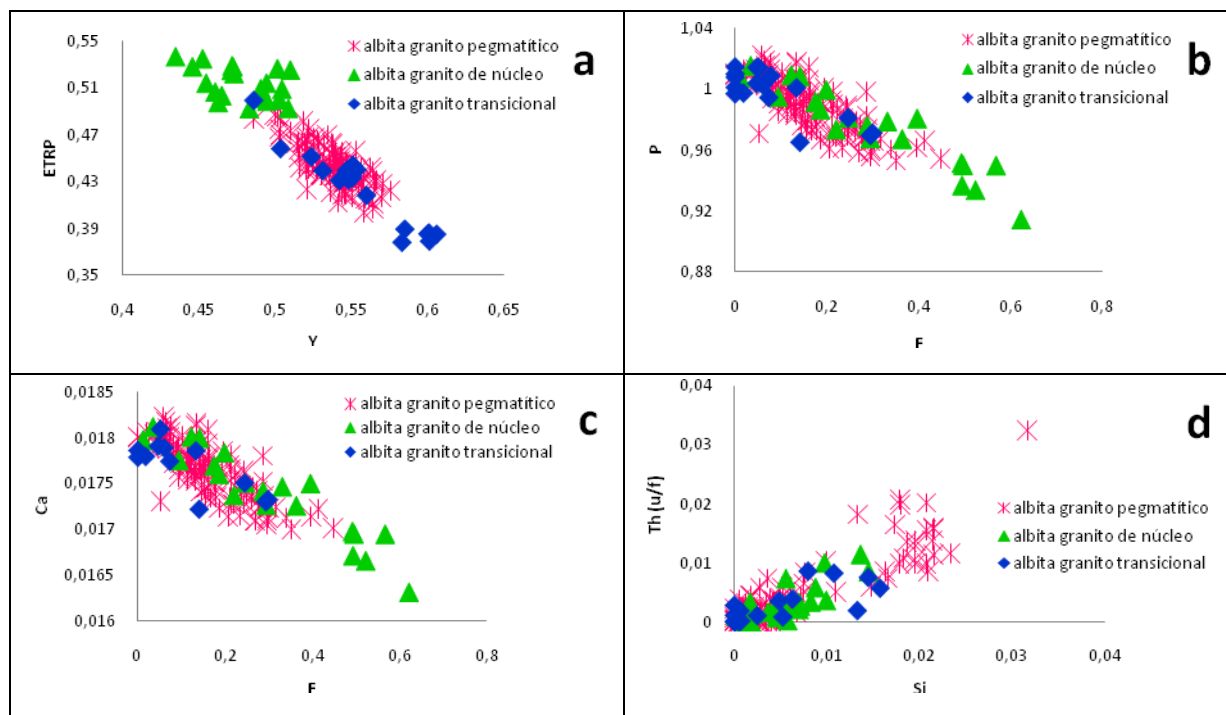 a
ETRP
0,55
0,51
0,47
0,43
0,39
0,35
0,4
0,45
0,5
0,55
0,6
0,65
Y
albita granito pegmatítico
albita granito de núcleo
albita granito transicional
b
P
1,04
1
0,96
0,92
0,88
0
0,2
0,4
0,6
0,8
F
albita granito pegmatítico
albita granito de núcleo
albita granito transicional
c
Ca
0,0185
0,018
0,0175
0,017
0,0165
0,016
0
0,2
0,4
0,6
0,8
F
albita granito pegmatítico
albita granito de núcleo
albita granito transicional
d
Th (u/f)
0,04
0,03
0,02
0,01
0
0
0,01
0,02
0,03
0,04
Si
albita granito pegmatítico
albita granito de núcleo
albita granito transicional